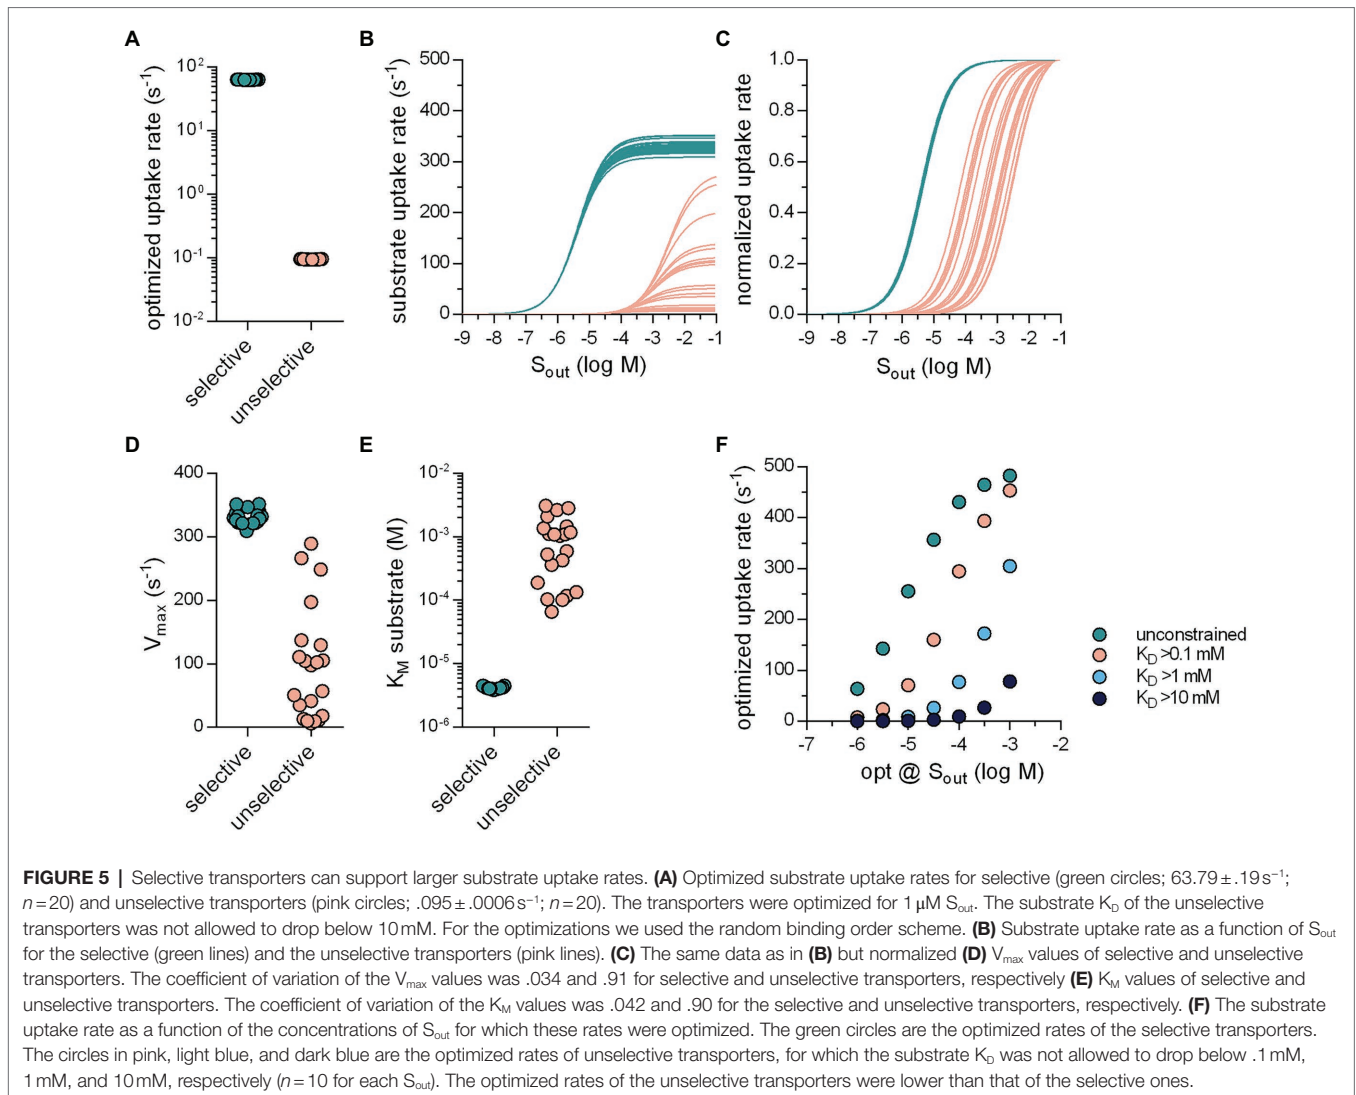 A
optimized uptake rate (s⁻¹)
10²
10¹
10⁰
10⁻¹
10⁻²
selective
unselective
B
substrate uptake rate (s⁻¹)
500
400
300
200
100
0
-9 -8 -7 -6 -5 -4 -3 -2 -1
Sout (log M)
C
normalized uptake rate
1.0
0.8
0.6
0.4
0.2
0.0
-9 -8 -7 -6 -5 -4 -3 -2 -1
Sout (log M)
D
Vmax (s⁻¹)
400
300
200
100
0
selective
unselective
E
KM substrate (M)
10⁻²
10⁻³
10⁻⁴
10⁻⁵
10⁻⁶
selective
unselective
F
optimized uptake rate (s⁻¹)
500
400
300
200
100
0
-7 -6 -5 -4 -3 -2
opt @ Sout (log M)
unconstrained
KD >0.1 mM
KD >1 mM
KD >10 mM
FIGURE 5 | Selective transporters can support larger substrate uptake rates. (A) Optimized substrate uptake rates for selective (green circles; 63.79 ± .19 s⁻¹;
n = 20) and unselective transporters (pink circles; .095 ± .0006 s⁻¹; n = 20). The transporters were optimized for 1 μM Sout. The substrate KD of the unselective
transporters was not allowed to drop below 10 mM. For the optimizations we used the random binding order scheme. (B) Substrate uptake rate as a function of Sout
for the selective (green lines) and the unselective transporters (pink lines). (C) The same data as in (B) but normalized (D) Vmax values of selective and unselective
transporters. The coefficient of variation of the Vmax values was .034 and .91 for selective and unselective transporters, respectively (E) KM values of selective and
unselective transporters. The coefficient of variation of the KM values was .042 and .90 for the selective and unselective transporters, respectively. (F) The substrate
uptake rate as a function of the concentrations of Sout for which these rates were optimized. The green circles are the optimized rates of the selective transporters.
The circles in pink, light blue, and dark blue are the optimized rates of unselective transporters, for which the substrate KD was not allowed to drop below .1 mM,
1 mM, and 10 mM, respectively (n = 10 for each Sout). The optimized rates of the unselective transporters were lower than that of the selective ones.